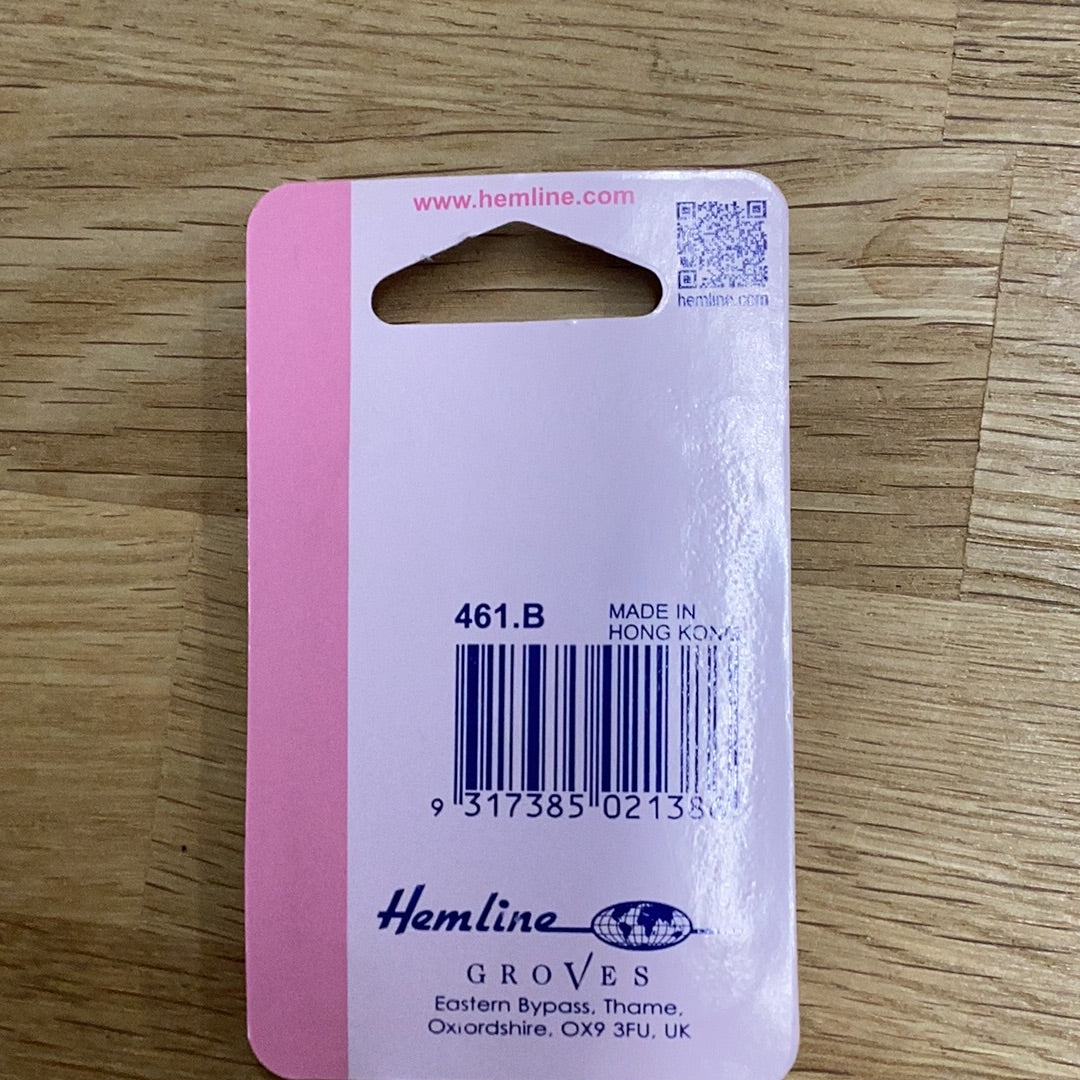 www.hemline.com
hemline.com
461.B
MADE IN
HONG KONG
9 317385 021386
Hemline
GROVES
Eastern Bypass, Thame,
Oxfordshire, OX9 3FU, UK